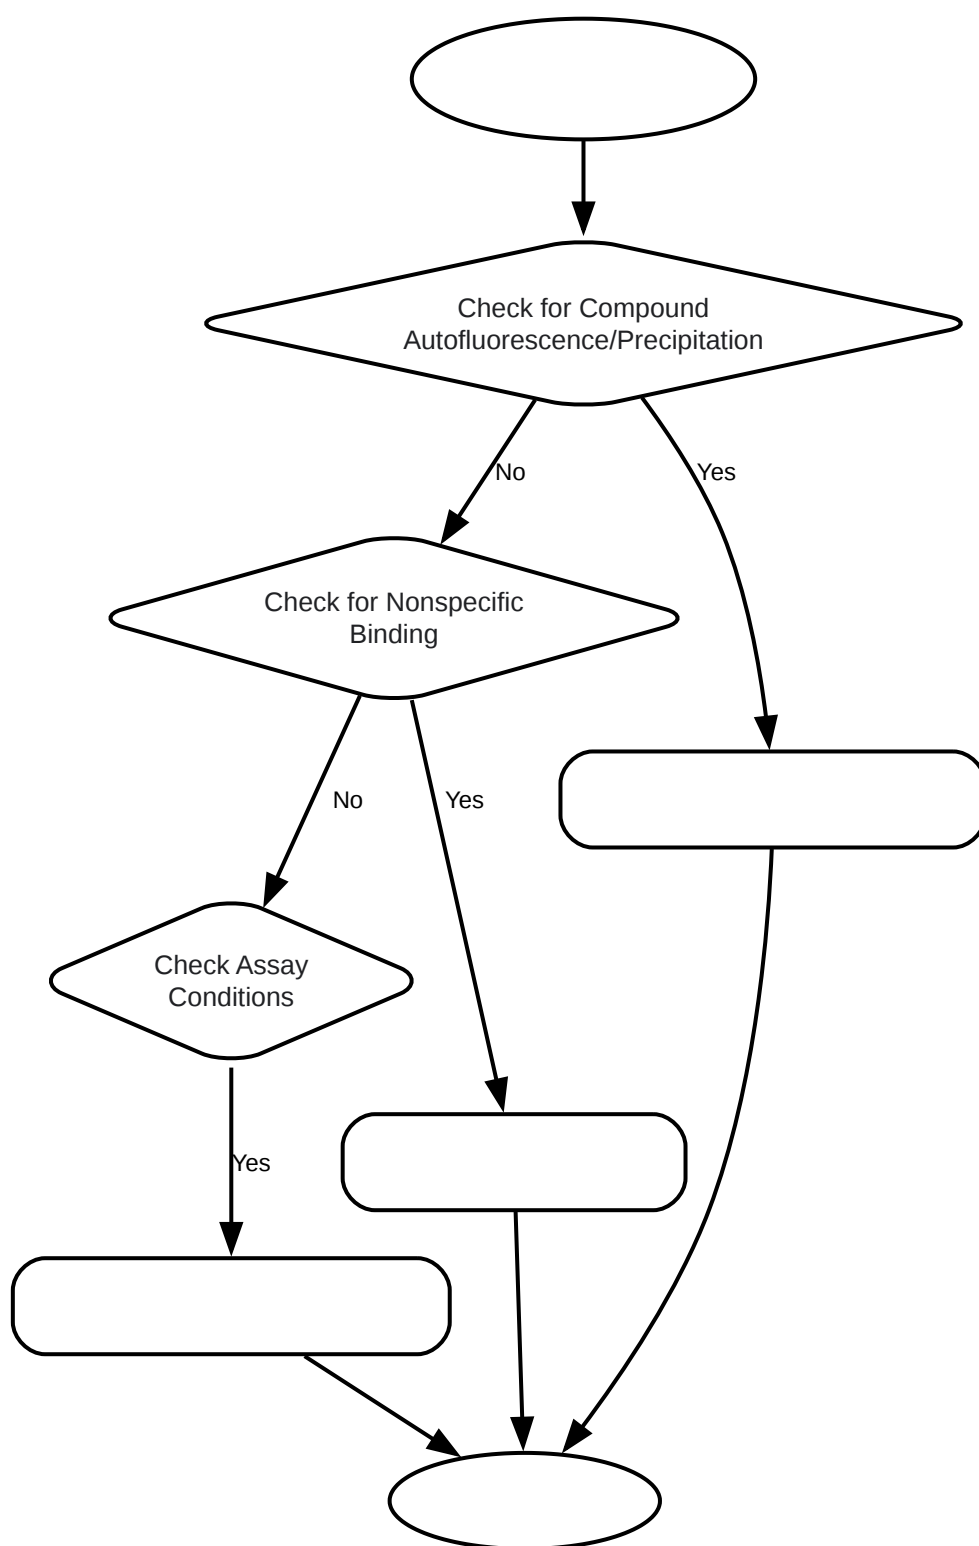 Check for Compound
Autofluorescence/Precipitation
No
Yes
Check for Nonspecific
Binding
No
Yes
Check Assay
Conditions
Yes